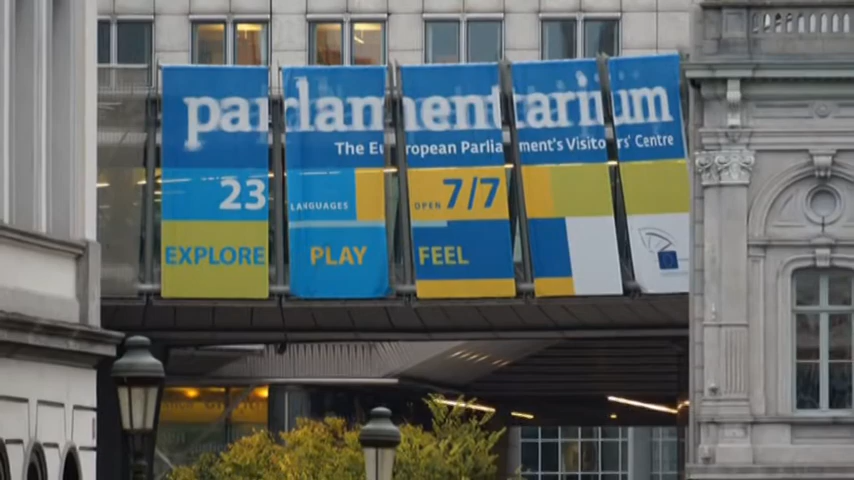 parlamentarium
The European Parliament's Visitors' Centre
23 LANGUAGES OPEN 7/7
EXPLORE PLAY FEEL